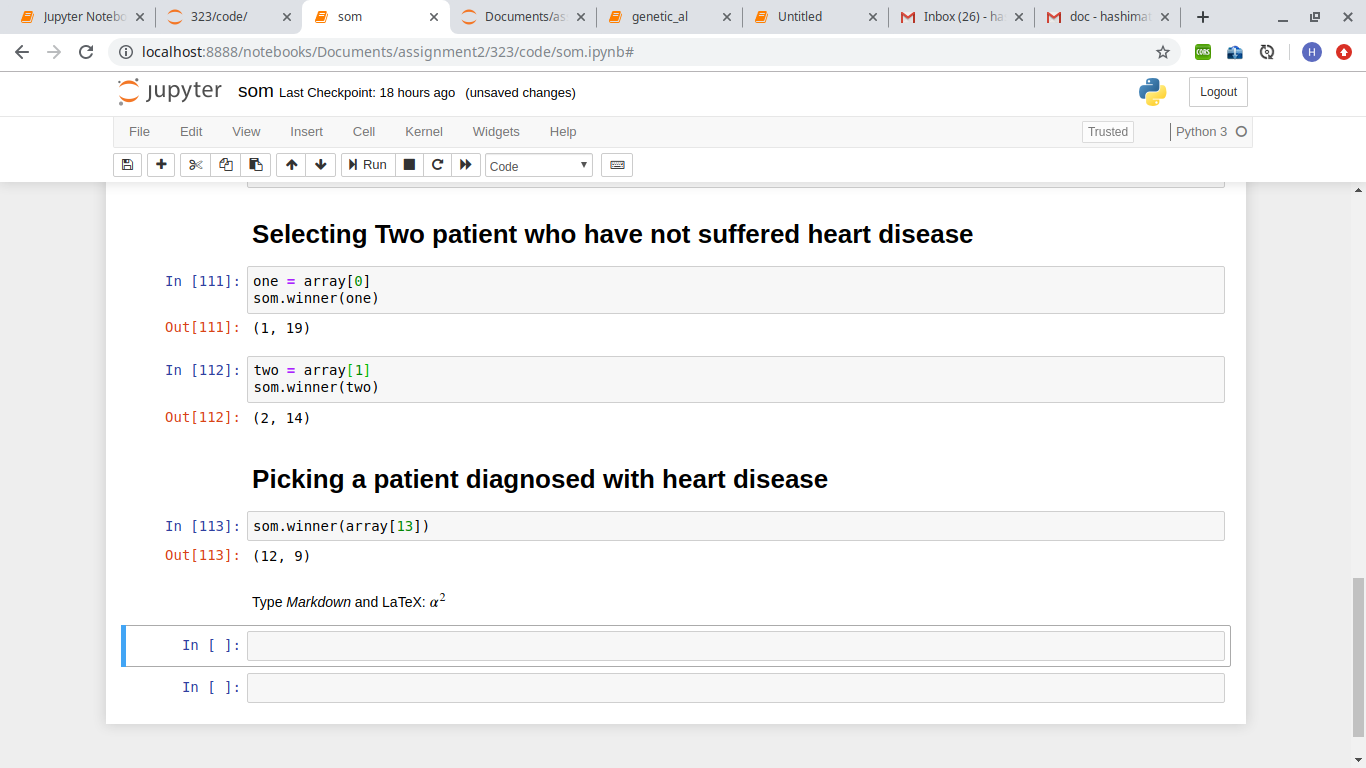 Jupyter Notebo
323/code/
som
Documents/as
genetic_al
Untitled
Inbox (26) - ha
doc - hashimat
localhost:8888/notebooks/Documents/assignment2/323/code/som.ipynb#
CORS
H
jupyter som Last Checkpoint: 18 hours ago (unsaved changes)
Logout
File Edit View Insert Cell Kernel Widgets Help
Trusted
Python 3
Run
Code
Selecting Two patient who have not suffered heart disease
In [111]: one = array[0]
som.winner(one)
Out[111]: (1, 19)
In [112]: two = array[1]
som.winner(two)
Out[112]: (2, 14)
Picking a patient diagnosed with heart disease
In [113]: som.winner(array[13])
Out[113]: (12, 9)
Type Markdown and LaTeX: α²
In [ ]:
In [ ]: